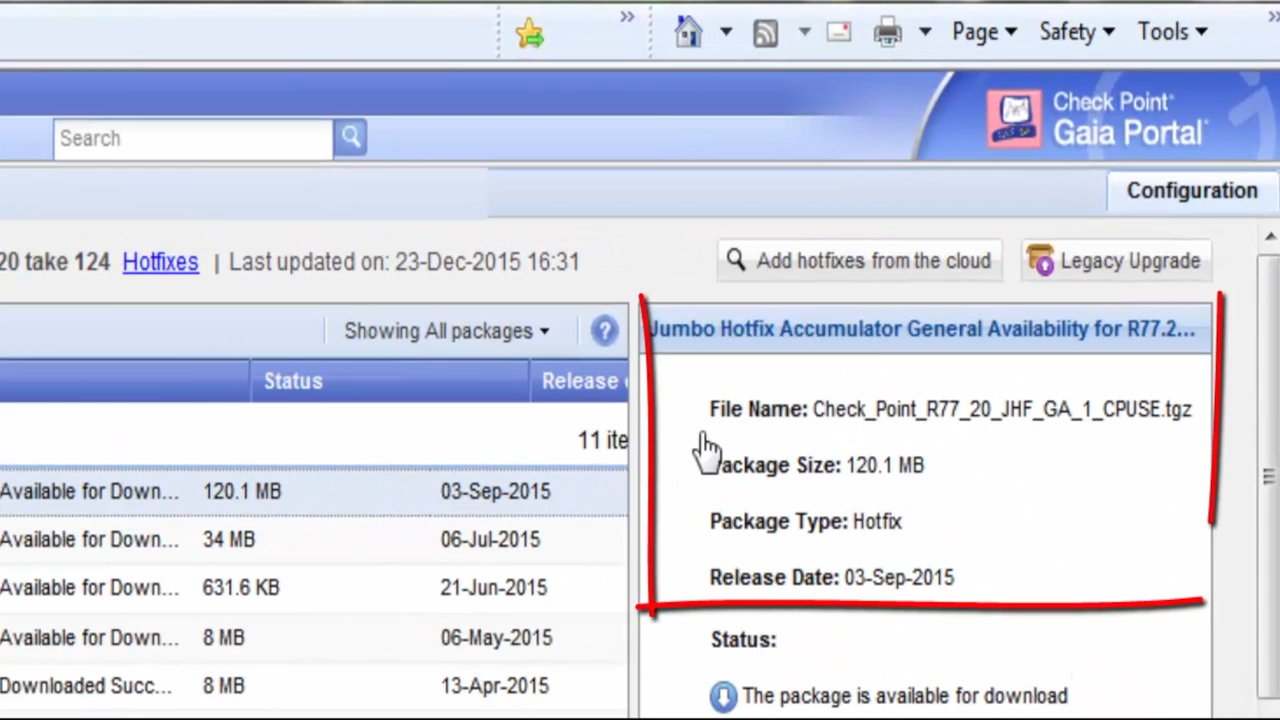 Page
Safety
Tools
Search
Check Point
Gaia Portal
Configuration
20 take 124 Hotfixes | Last updated on: 23-Dec-2015 16:31
Add hotfixes from the cloud
Legacy Upgrade
Showing All packages
Status
Release
11 ite
Available for Down... 120.1 MB 03-Sep-2015
Available for Down... 34 MB 06-Jul-2015
Available for Down... 631.6 KB 21-Jun-2015
Available for Down... 8 MB 06-May-2015
Downloaded Succ... 8 MB 13-Apr-2015
Jumbo Hotfix Accumulator General Availability for R77.2...
File Name: Check_Point_R77_20_JHF_GA_1_CPUSE.tgz
Package Size: 120.1 MB
Package Type: Hotfix
Release Date: 03-Sep-2015
Status:
The package is available for download